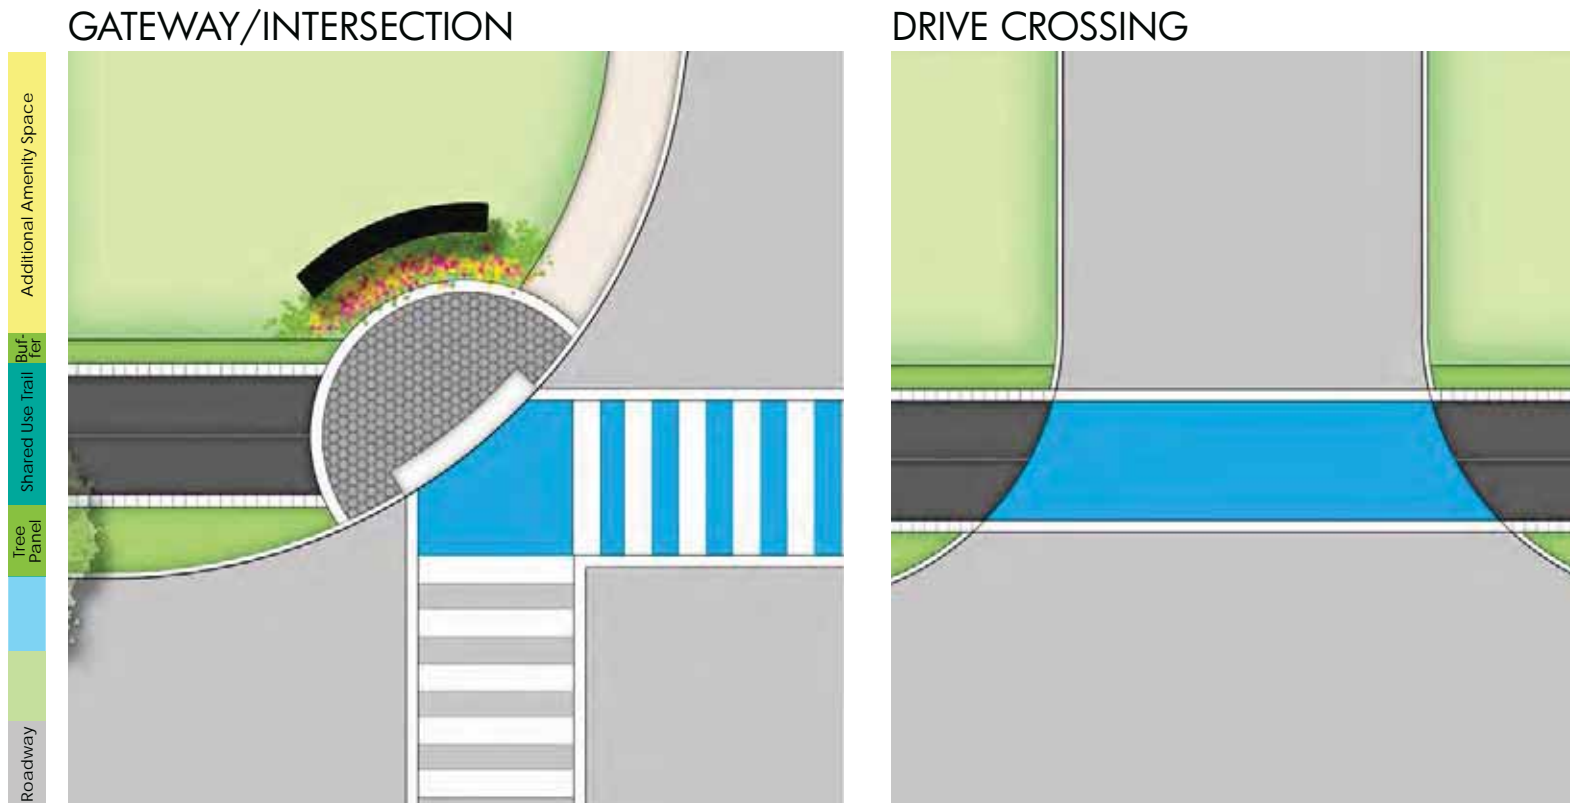 GATEWAY/INTERSECTION
DRIVE CROSSING
Additional Amenity Space
Buf-
fer
Shared Use Trail
Tree
Panel
Roadway